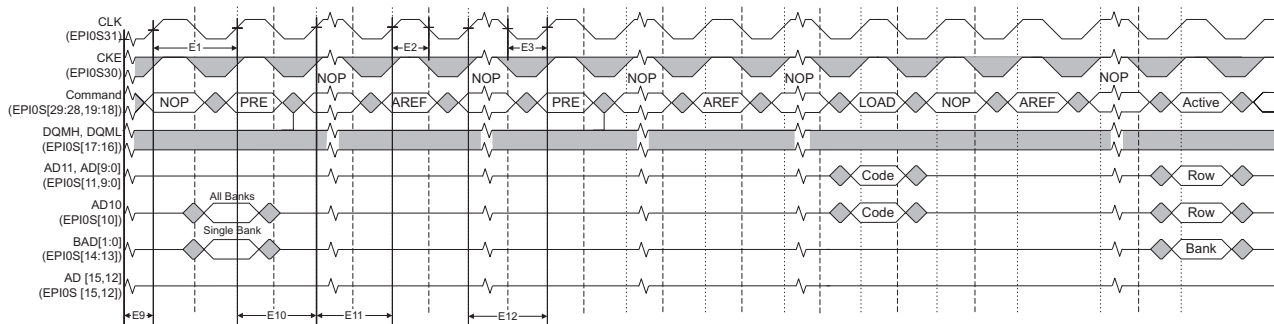 CLK
(EPI0S31)
E1
E2
E3
CKE
(EPI0S30)
NOP
NOP
NOP
NOP
NOP
Command
(EPI0S[29:28,19:18])
NOP
PRE
AREF
PRE
AREF
LOAD
NOP
AREF
Active
DQMH, DQML
(EPI0S[17:16])
AD11, AD[9:0]
(EPI0S[11,9:0])
Code
Row
All Banks
AD10
(EPI0S[10])
Code
Row
Single Bank
BAD[1:0]
(EPI0S[14:13])
Bank
AD [15,12]
(EPI0S [15,12])
E9
E10
E11
E12